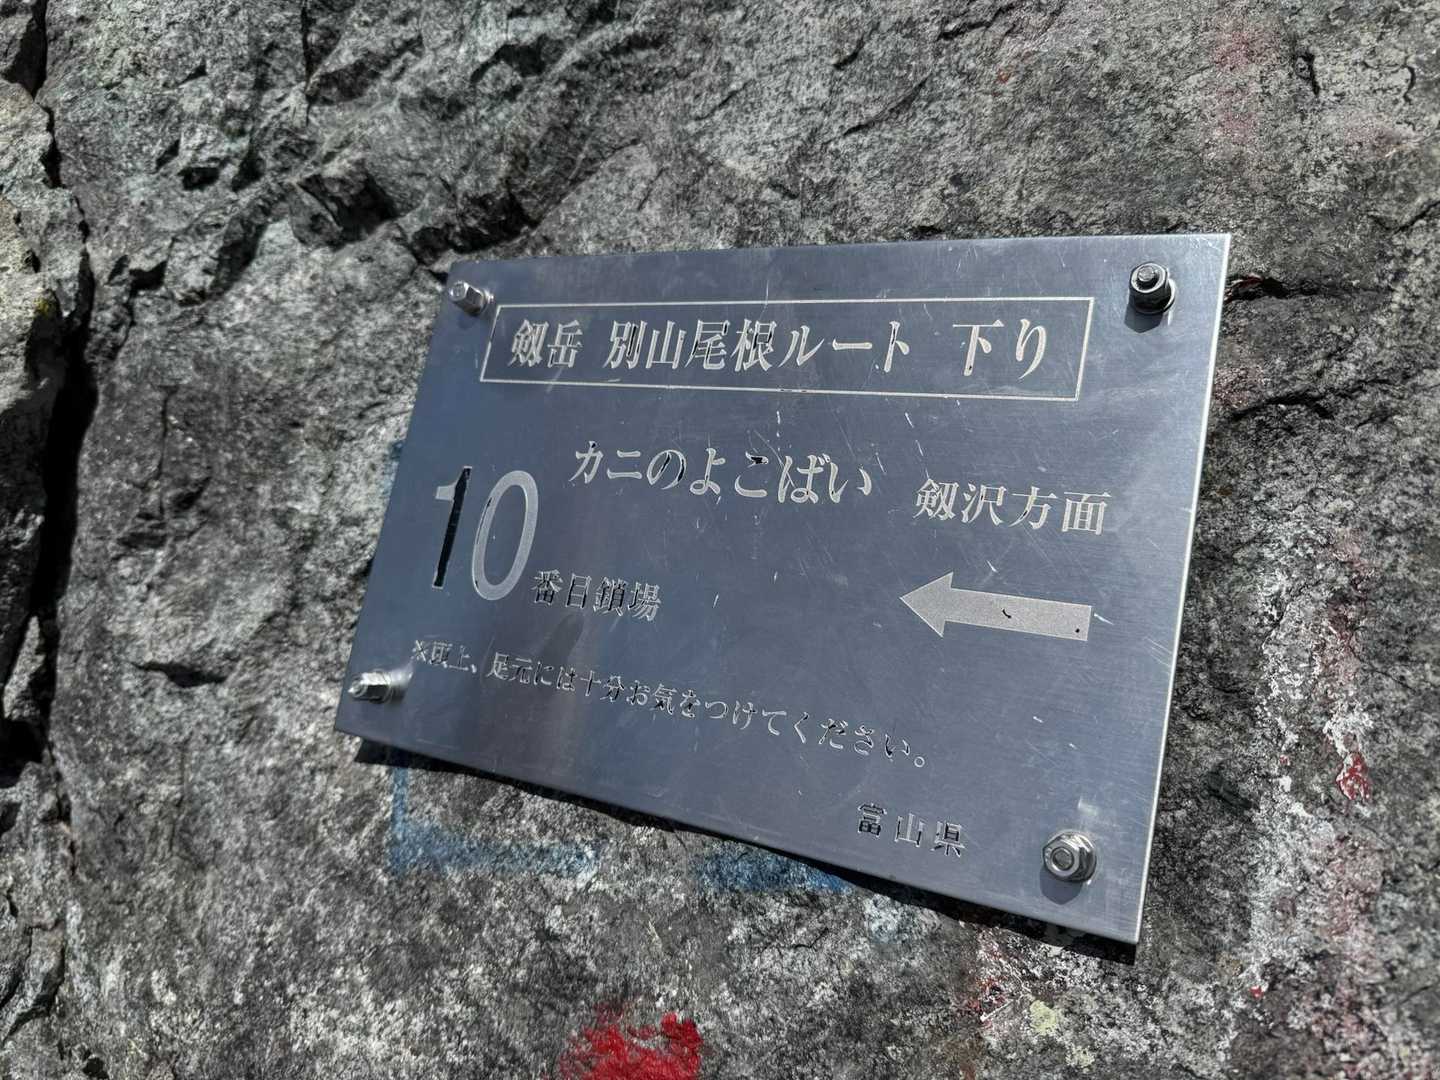 剱岳 別山尾根ルート 下り
カニのよこばい 剱沢方面
10番目鎖場
※頭上、足元には十分お気をつけてください。
富山県